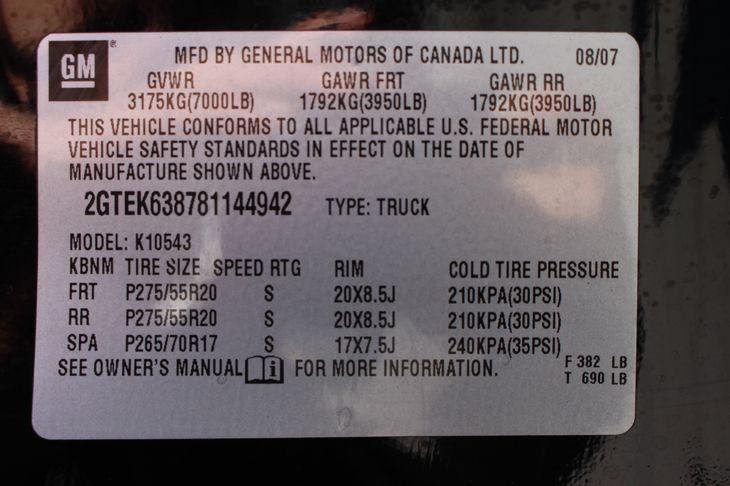 GM ® MFD BY GENERAL MOTORS OF CANADA LTD. 08/07
GVWR GAWR FRT GAWR RR
3175KG(7000LB) 1792KG(3950LB) 1792KG(3950LB)
THIS VEHICLE CONFORMS TO ALL APPLICABLE U.S. FEDERAL MOTOR
VEHICLE SAFETY STANDARDS IN EFFECT ON THE DATE OF
MANUFACTURE SHOWN ABOVE.
2GTEK638781144942 TYPE: TRUCK
MODEL: K10543
KBNM TIRE SIZE SPEED RTG RIM COLD TIRE PRESSURE
FRT P275/55R20 S 20X8.5J 210KPA(30PSI)
RR P275/55R20 S 20X8.5J 210KPA(30PSI)
SPA P265/70R17 S 17X7.5J 240KPA(35PSI)
SEE OWNER'S MANUAL i FOR MORE INFORMATION. F 382 LB
T 690 LB